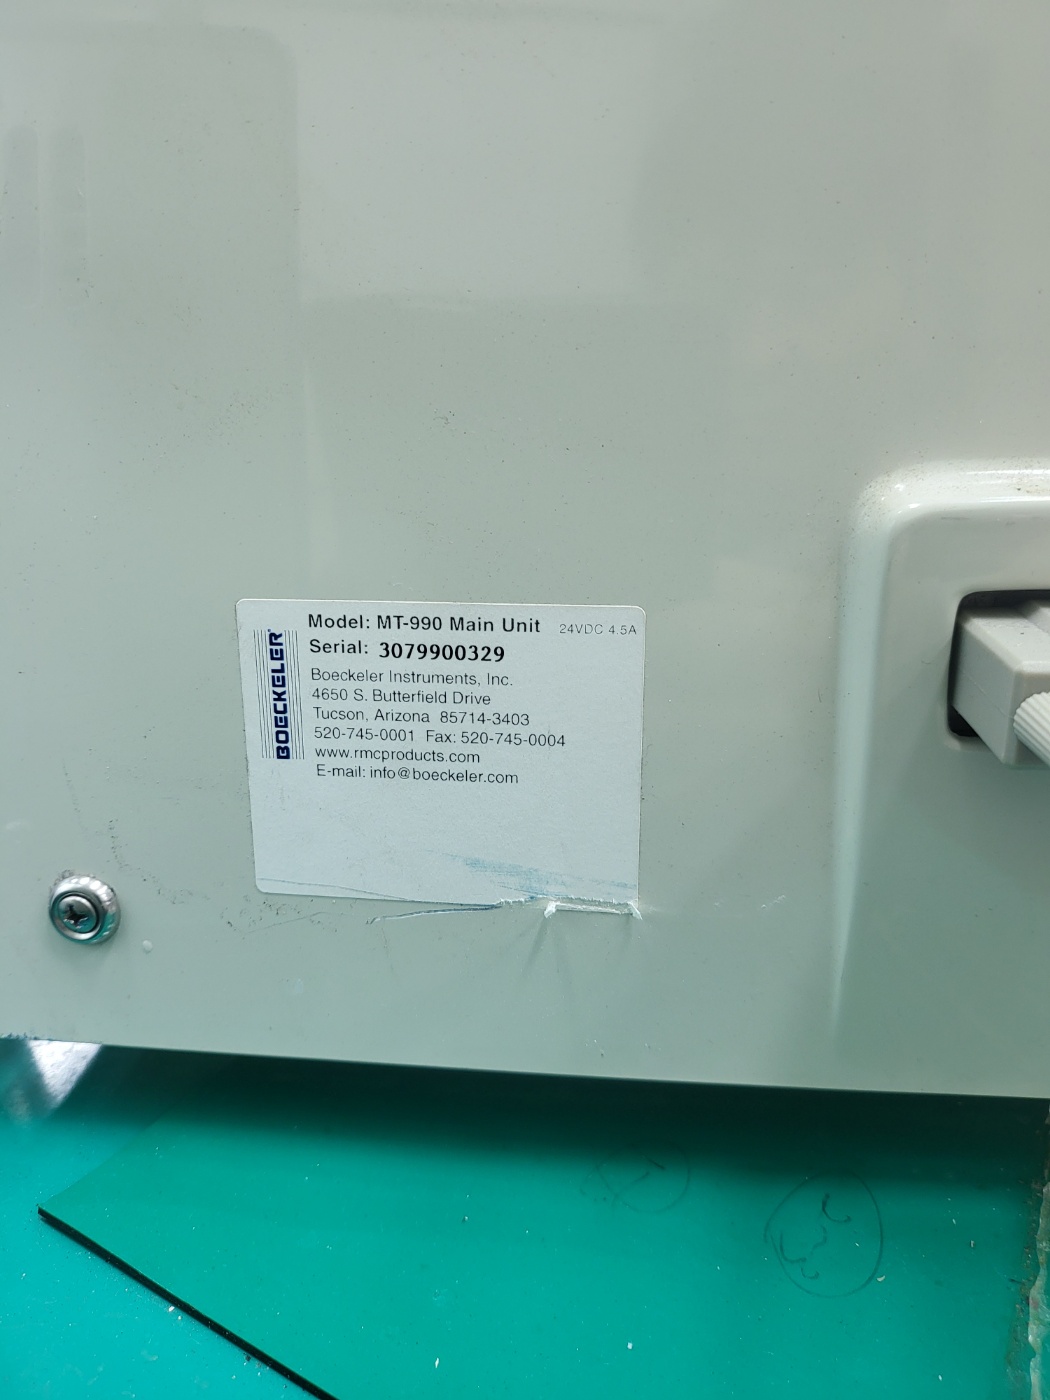 Model: MT-990 Main Unit 24VDC 4.5A
Serial: 3079900329
BOECKELER
Boeckeler Instruments, Inc.
4650 S. Butterfield Drive
Tucson, Arizona 85714-3403
520-745-0001 Fax: 520-745-0004
www.rmcproducts.com
E-mail: info@boeckeler.com